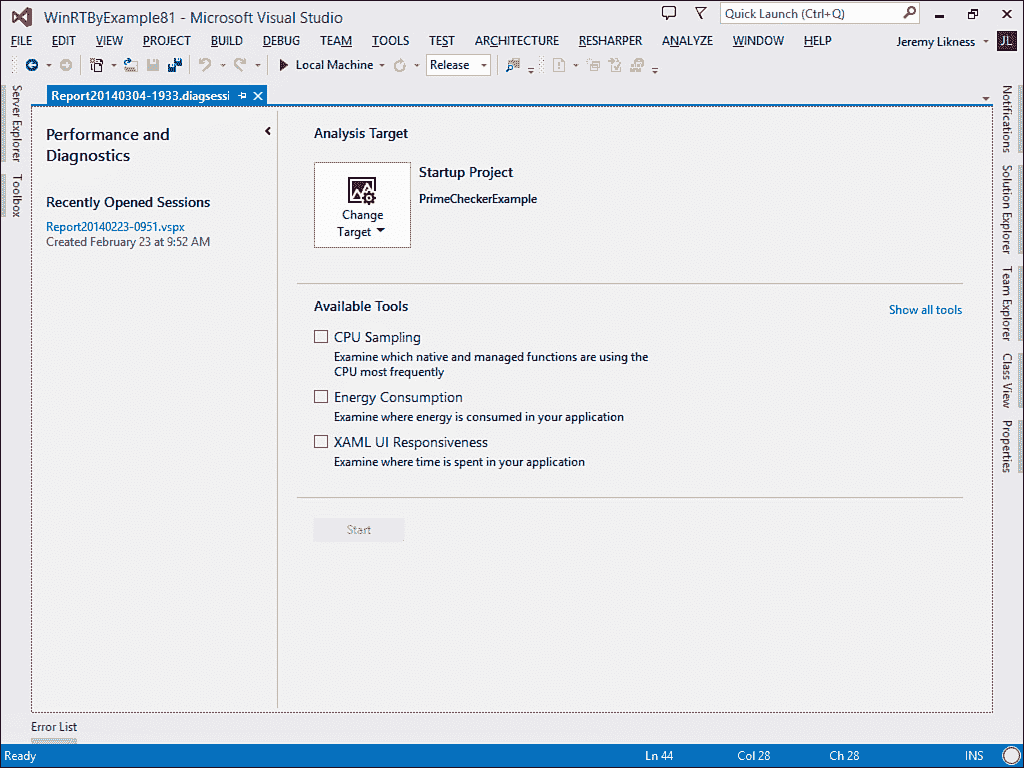 WinRTByExample81 - Microsoft Visual Studio
Quick Launch (Ctrl+Q)
FILE EDIT VIEW PROJECT BUILD DEBUG TEAM TOOLS TEST ARCHITECTURE RESHARPER ANALYZE WINDOW HELP
Jeremy Likness JL
Local Machine Release
Server Explorer
Toolbox
Report20140304-1933.diagsessi
Performance and
Diagnostics
Recently Opened Sessions
Report20140223-0951.vspx
Created February 23 at 9:52 AM
Analysis Target
Change
Target
Startup Project
PrimeCheckerExample
Available Tools
Show all tools
CPU Sampling
Examine which native and managed functions are using the
CPU most frequently
Energy Consumption
Examine where energy is consumed in your application
XAML UI Responsiveness
Examine where time is spent in your application
Start
Notifications
Solution Explorer
Team Explorer
Class View
Properties
Error List
Ready Ln 44 Col 28 Ch 28 INS